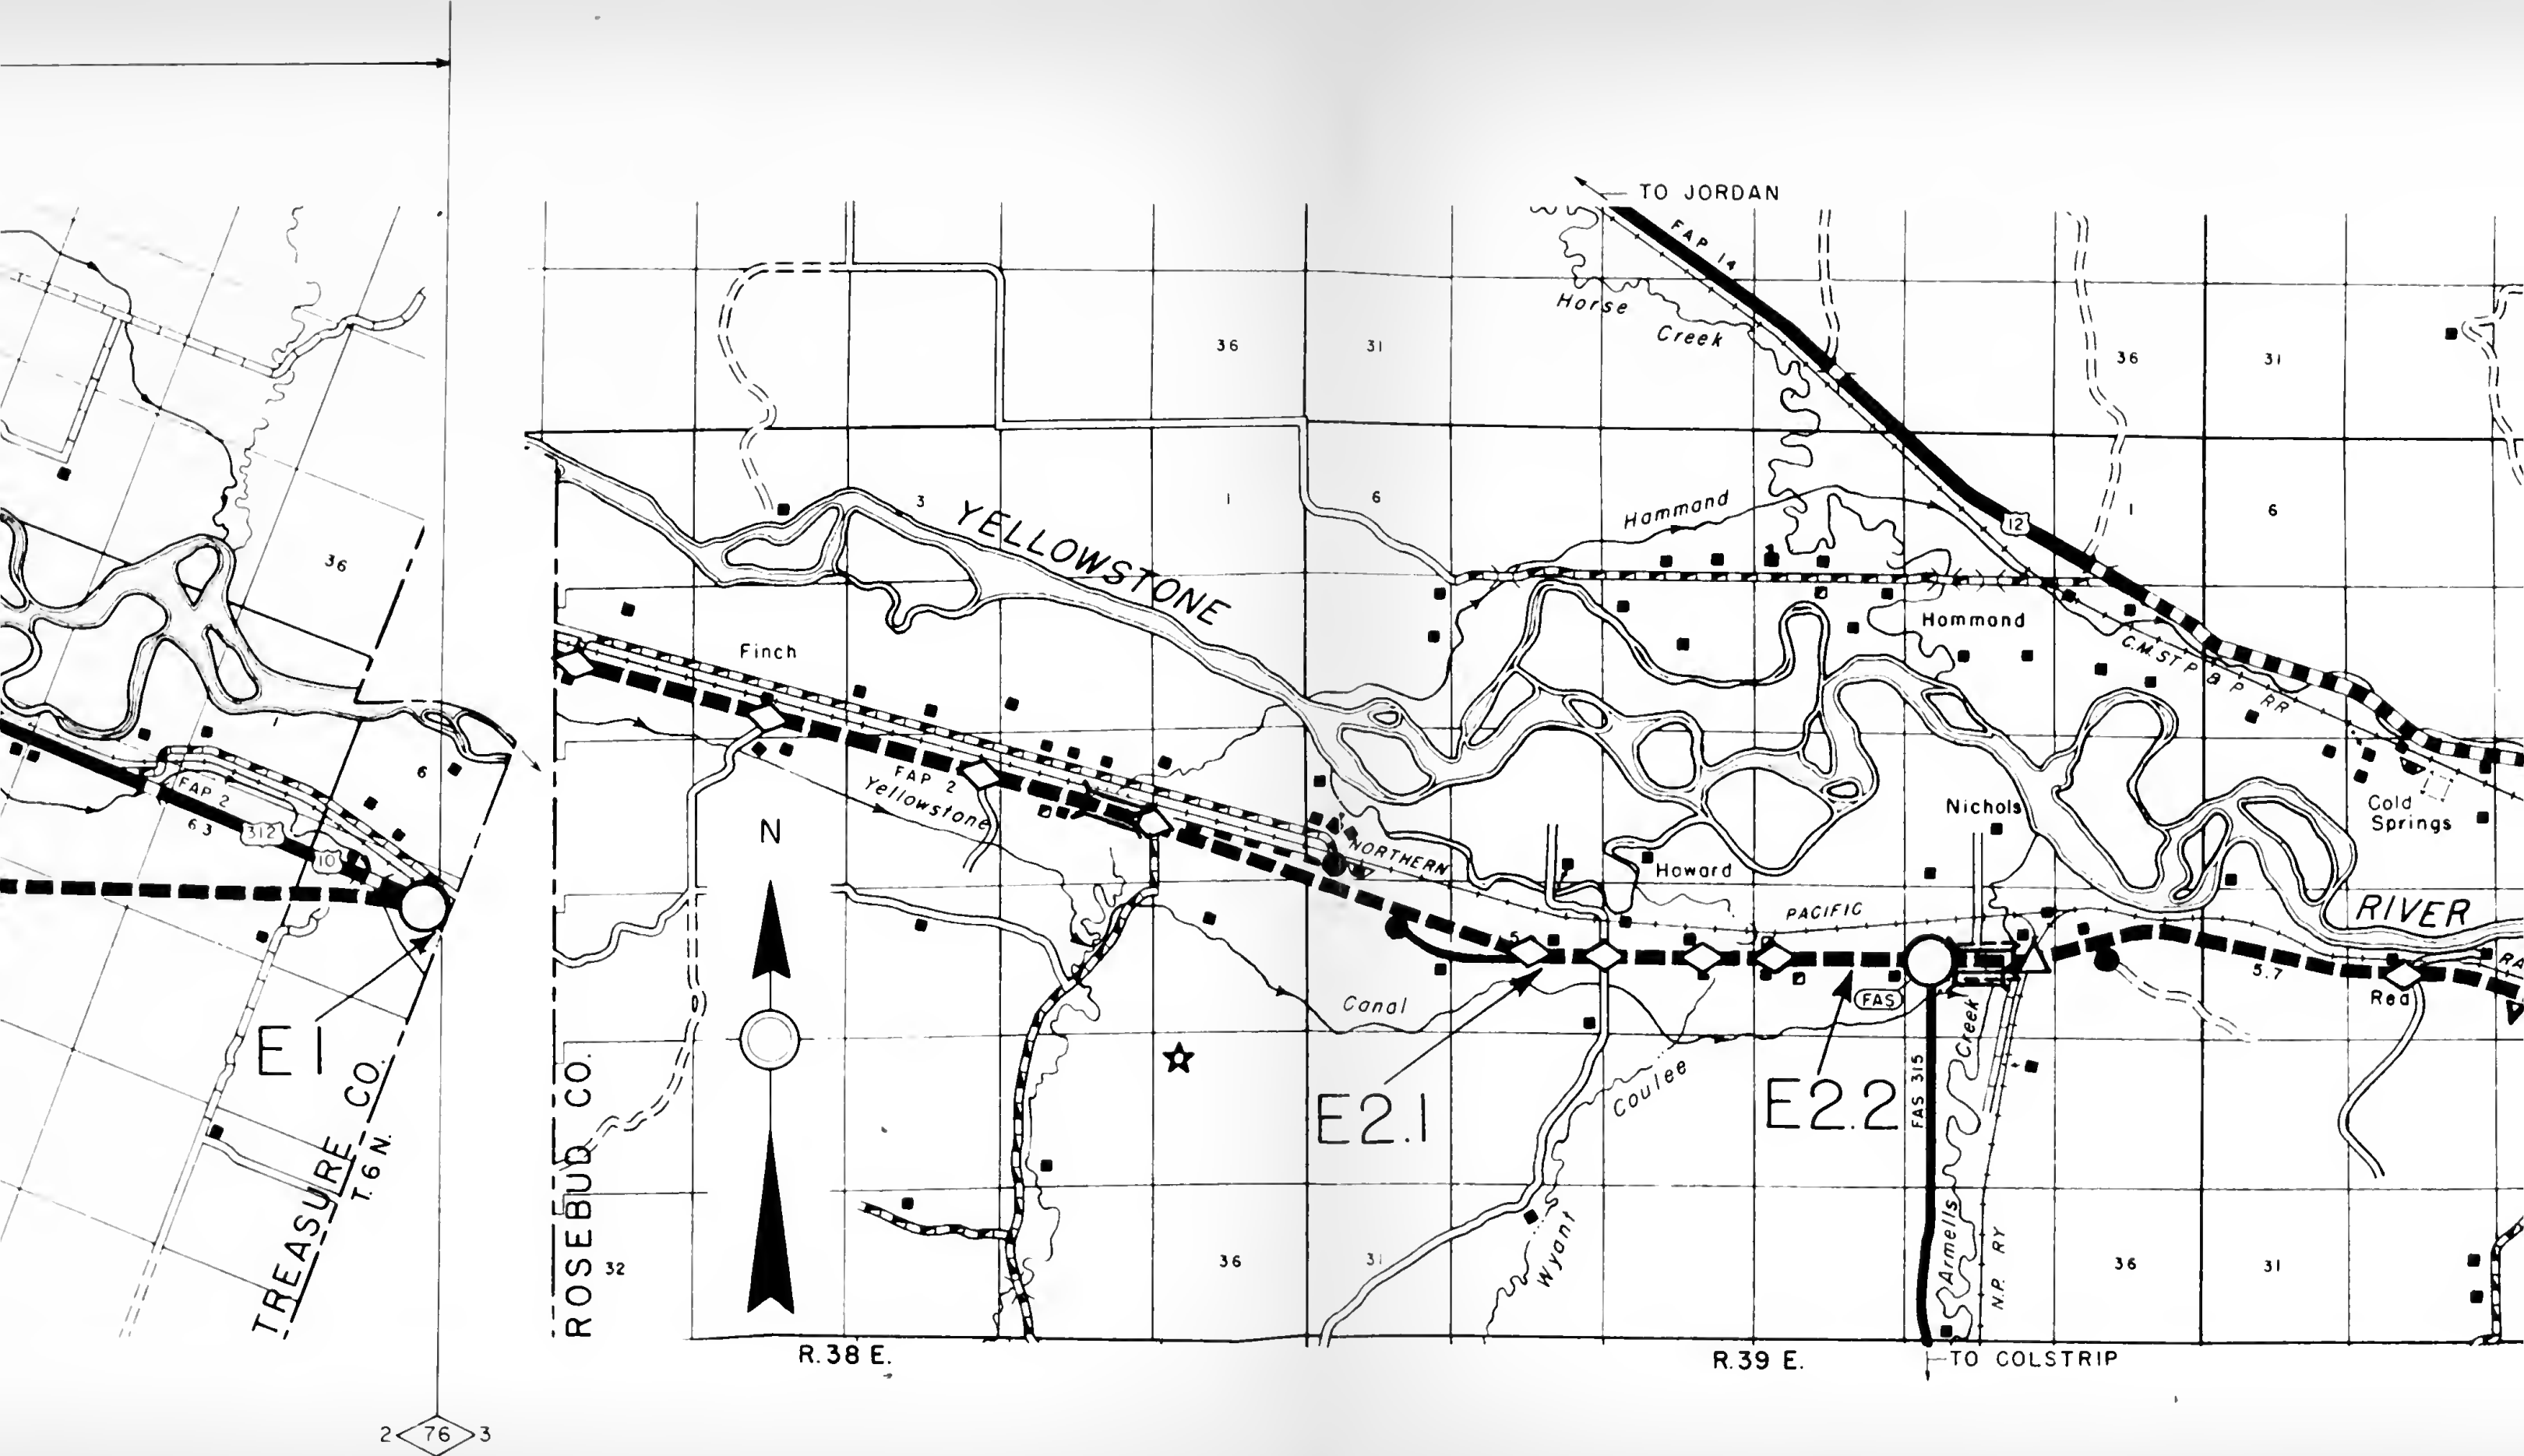 TO JORDAN
FAP 14
Horse
Creek
36
31
36
31
3
YELLOWSTONE
1
6
Hammand
12
1
6
36
Finch
Hammond
C.M.ST P & P RR
1
6
FAP 2
63
312
10
FAP 2
Yellowstone
N
NORTHERN
Howard
Nichols
Cold
Springs
PACIFIC
RIVER
5.7
Red
Canal
FAS
E1
E2.1
E2.2
Coulee
Wyant
FAS 315
Creek
Armells
N.P. RY
TREASURE CO.
T. 6 N.
ROSEBUD CO.
32
36
31
36
31
R. 38 E.
R. 39 E.
TO COLSTRIP
2 76 3